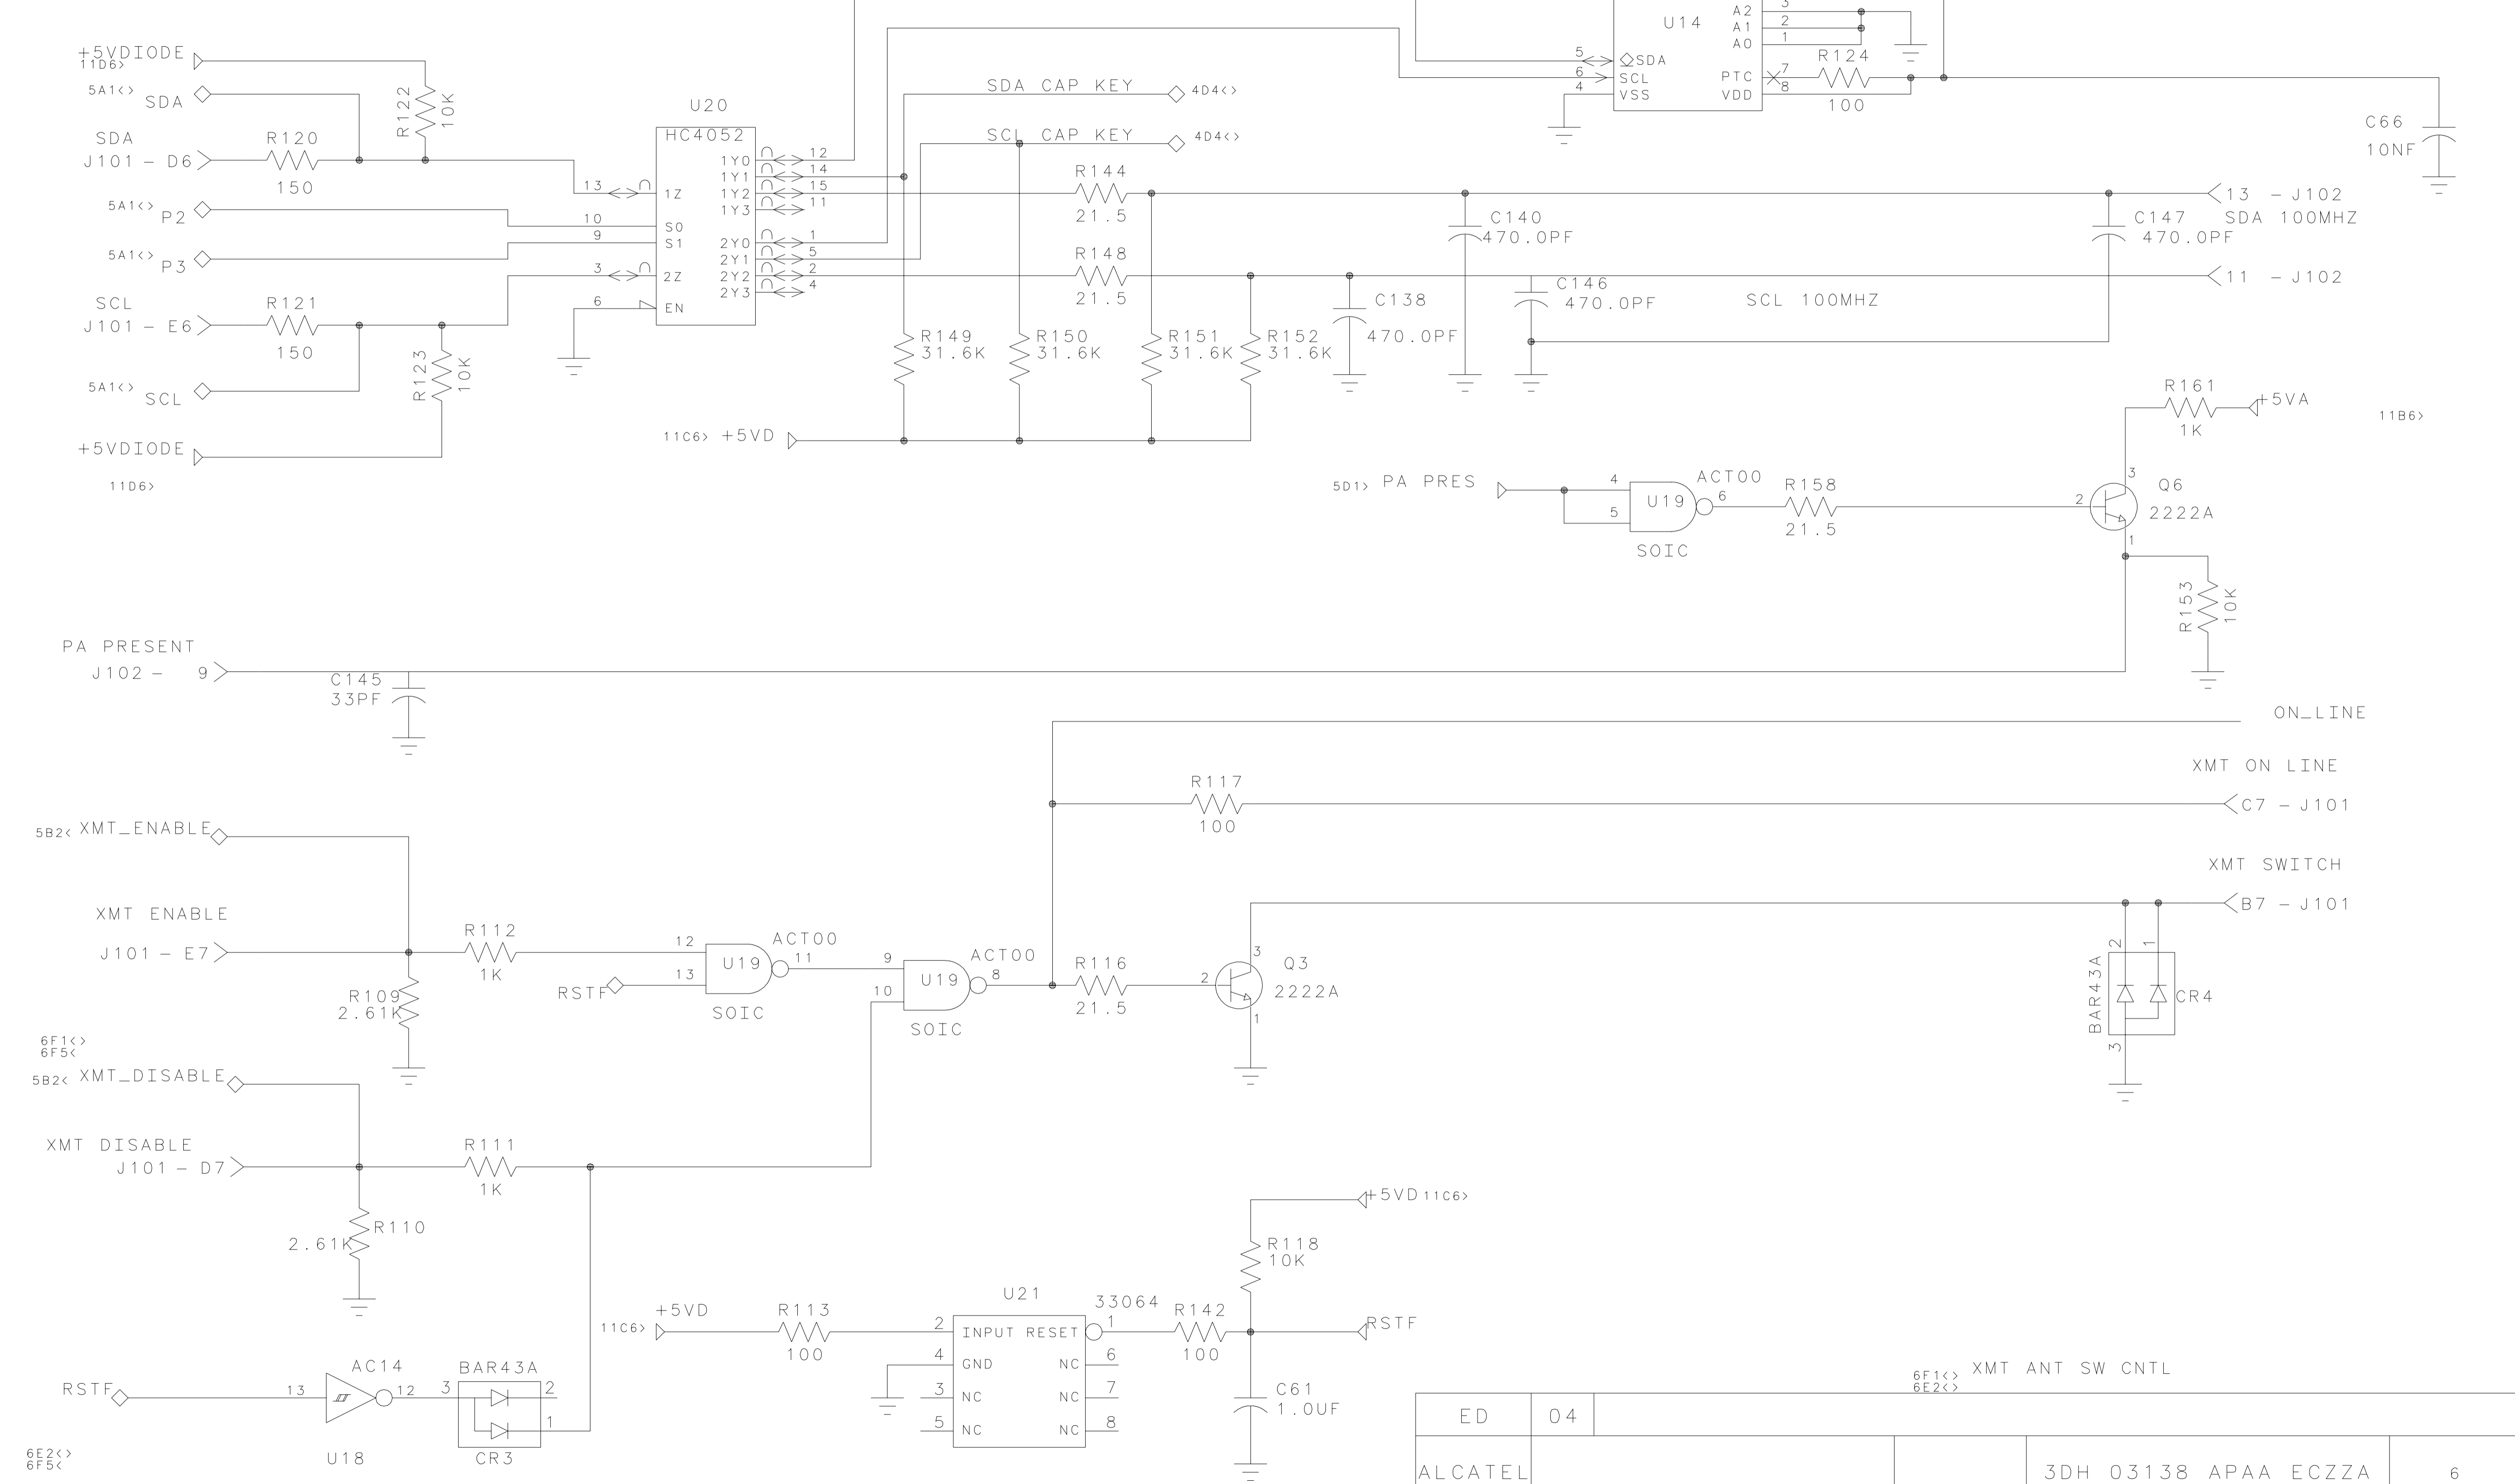 +5VDIODE
11D6>
5A1<> SDA
SDA
J101 - D6
R120
150
R122
10K
5A1<> P2
5A1<> P3
SCL
J101 - E6
R121
150
R123
10K
5A1<> SCL
+5VDIODE
11D6>
U20
HC4052
13 1Z
10 S0
9 S1
3 2Z
6 EN
1Y0 12
1Y1 14
1Y2 15
1Y3 11
2Y0 1
2Y1 5
2Y2 2
2Y3 4
SDA CAP KEY 4D4<>
SCL CAP KEY 4D4<>
R144
21.5
R148
21.5
R149
31.6K
R150
31.6K
R151
31.6K
R152
31.6K
11C6> +5VD
U14
5 SDA
6 SCL
4 VSS
A2 3
A1 2
A0 1
PTC 7
VDD 8
R124
100
C66
10NF
C140
470.0PF
C147
470.0PF
C138
470.0PF
C146
470.0PF
13 - J102
SDA 100MHZ
11 - J102
SCL 100MHZ
R161
1K
+5VA
11B6>
5D1> PA PRES
4
5
U19
ACT00
6
SOIC
R158
21.5
2
3
1
Q6
2222A
R153
10K
PA PRESENT
J102 - 9
C145
33PF
ON_LINE
XMT ON LINE
R117
100
C7 - J101
XMT SWITCH
B7 - J101
5B2< XMT_ENABLE
XMT ENABLE
J101 - E7
R112
1K
R109
2.61K
RSTF
12
13
U19
ACT00
11
SOIC
9
10
U19
ACT00
8
SOIC
R116
21.5
2
3
1
Q3
2222A
BAR43A
2
1
3
CR4
6F1<>
6F5<
5B2< XMT_DISABLE
XMT DISABLE
J101 - D7
R111
1K
R110
2.61K
+5VD 11C6>
R118
10K
U21
33064
11C6> +5VD
R113
100
2 INPUT
4 GND
3 NC
5 NC
RESET 1
NC 6
NC 7
NC 8
R142
100
RSTF
C61
1.0UF
RSTF
13
AC14
12
U18
BAR43A
3
2
1
CR3
6E2<>
6F5<
6F1<>
6E2<>
XMT ANT SW CNTL
ED 04
ALCATEL
3DH 03138 APAA ECZZA 6